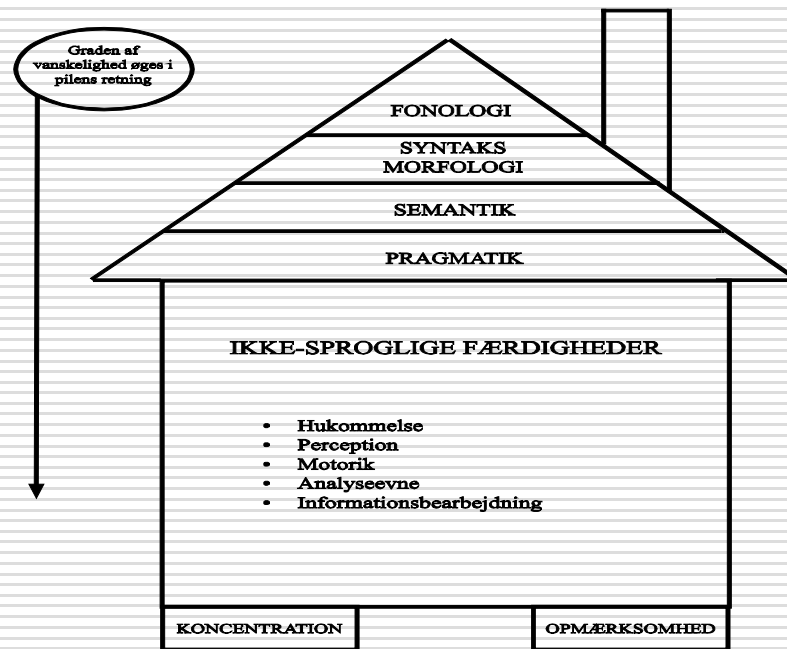 Graden af
vanskelighed øges i
pilens retning
FONOLOGI
SYNTAKS
MORFOLOGI
SEMANTIK
PRAGMATIK
IKKE-SPROGLIGE FÆRDIGHEDER
• Hukommelse
• Perception
• Motorik
• Analyseevne
• Informationsbearbejdning
KONCENTRATION
OPMÆRKSOMHED